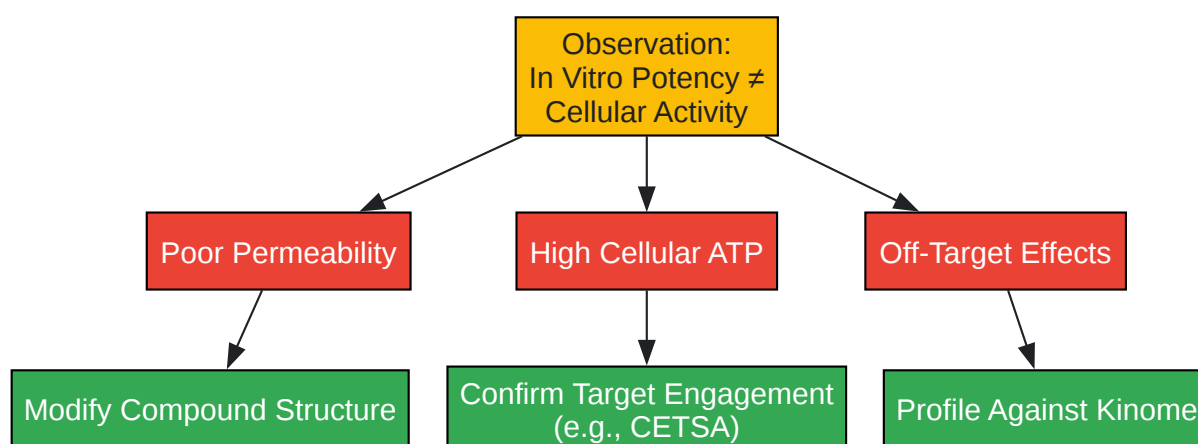 Observation:
In Vitro Potency ≠
Cellular Activity
Poor Permeability
High Cellular ATP
Off-Target Effects
Modify Compound Structure
Confirm Target Engagement
(e.g., CETSA)
Profile Against Kinome